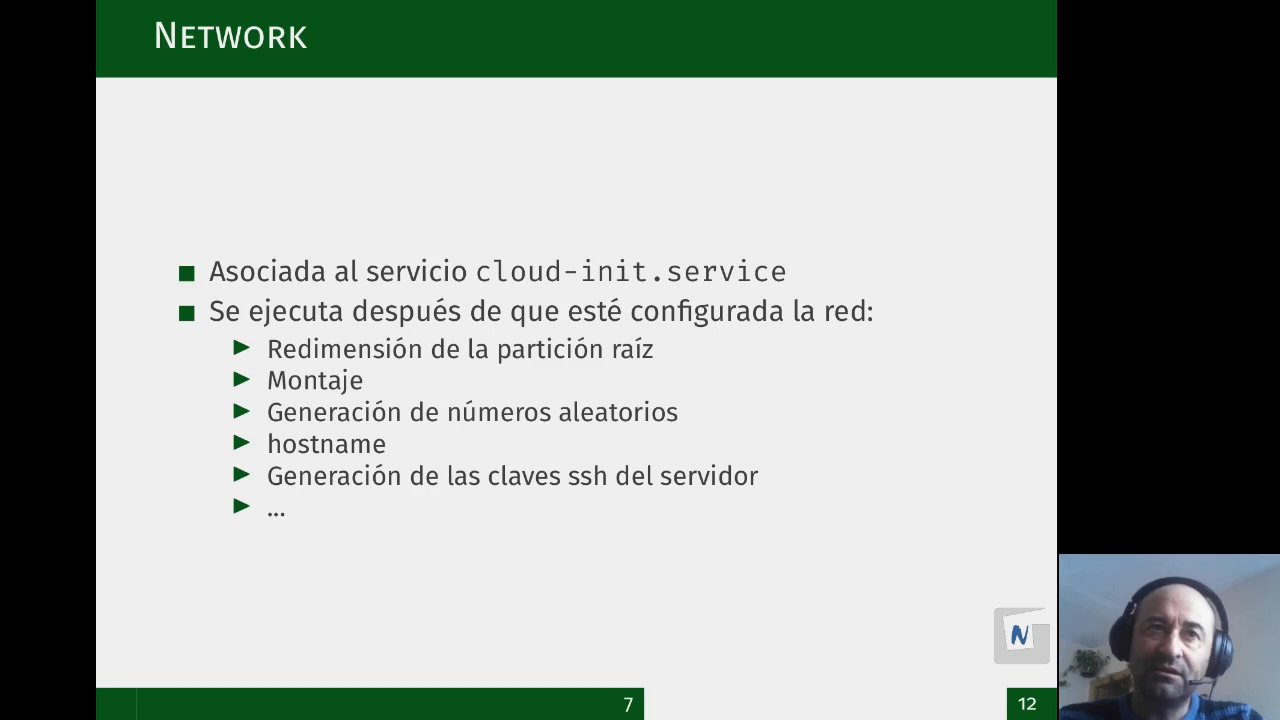 Network
Asociada al servicio cloud-init.service
Se ejecuta después de que esté configurada la red:
Redimensión de la partición raíz
Montaje
Generación de números aleatorios
hostname
Generación de las claves ssh del servidor
...
N
7
12